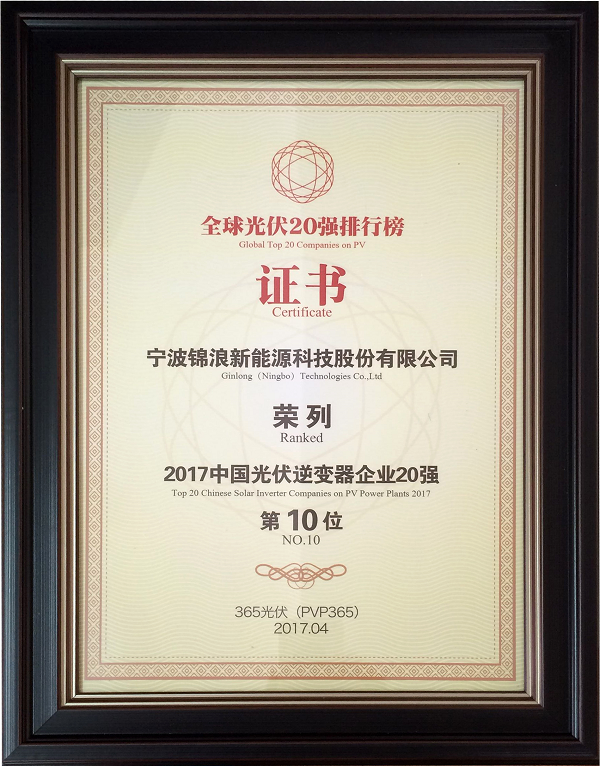 全球光伏20强排行榜
Global Top 20 Companies on PV
证书
Certificate
宁波锦浪新能源科技股份有限公司
Ginlong（Ningbo）Technologies Co.,Ltd
荣列
Ranked
2017中国光伏逆变器企业20强
Top 20 Chinese Solar Inverter Companies on PV Power Plants 2017
第10位
NO.10
365光伏（PVP365）
2017.04